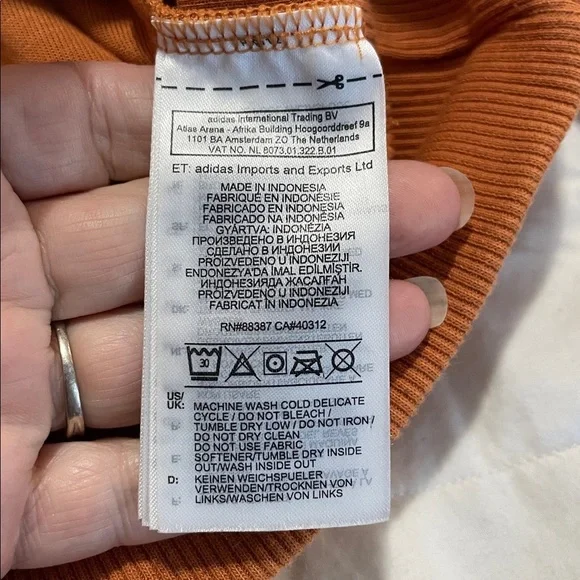 adidas International Trading BV
Atlas Arena - Afrika Building Hoogoorddreef 9a
1101 BA Amsterdam ZO The Netherlands
VAT NO. NL 8073.01.322.B.01
ET: adidas Imports and Exports Ltd
MADE IN INDONESIA
FABRIQUÉ EN INDONÉSIE
FABRICADO EN INDONESIA
FABRICADO NA INDONÉSIA
GYÁRTVA: INDONÉZIA
ПРОИЗВЕДЕНО В ИНДОНЕЗИЯ
СДЕЛАНО В ИНДОНЕЗИИ
PROIZVEDENO U INDONEZIJI
ENDONEZYA'DA İMAL EDİLMİŞTİR.
ИНДОНЕЗИЯДА ЖАСАЛҒАН
PROIZVEDENO U INDONEZIJI
FABRICAT ÎN INDONEZIA
RN#88387 CA#40312
30
US/
UK: MACHINE WASH COLD DELICATE
CYCLE / DO NOT BLEACH /
TUMBLE DRY LOW / DO NOT IRON /
DO NOT DRY CLEAN
DO NOT USE FABRIC
SOFTENER/TUMBLE DRY INSIDE
OUT/WASH INSIDE OUT
D: KEINEN WEICHSPUELER
VERWENDEN/TROCKNEN VON
LINKS/WASCHEN VON LINKS